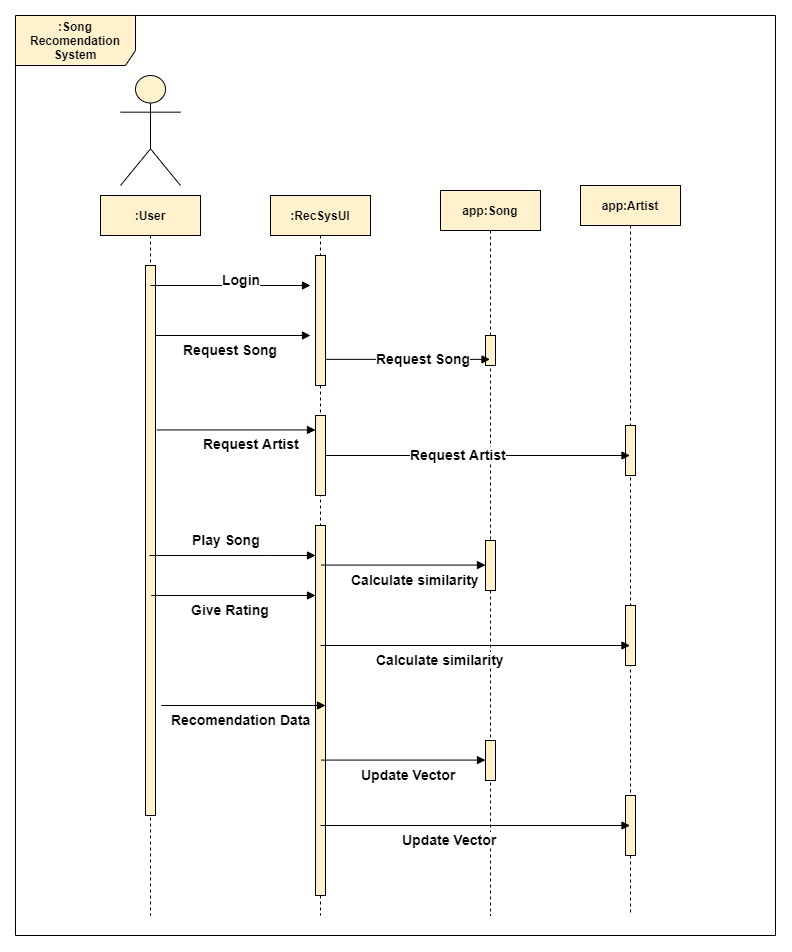 :Song
Recomendation
System
:User
:RecSysUI
app:Song
app:Artist
Login
Request Song
Request Song
Request Artist
Request Artist
Play Song
Calculate similarity
Give Rating
Calculate similarity
Recomendation Data
Update Vector
Update Vector